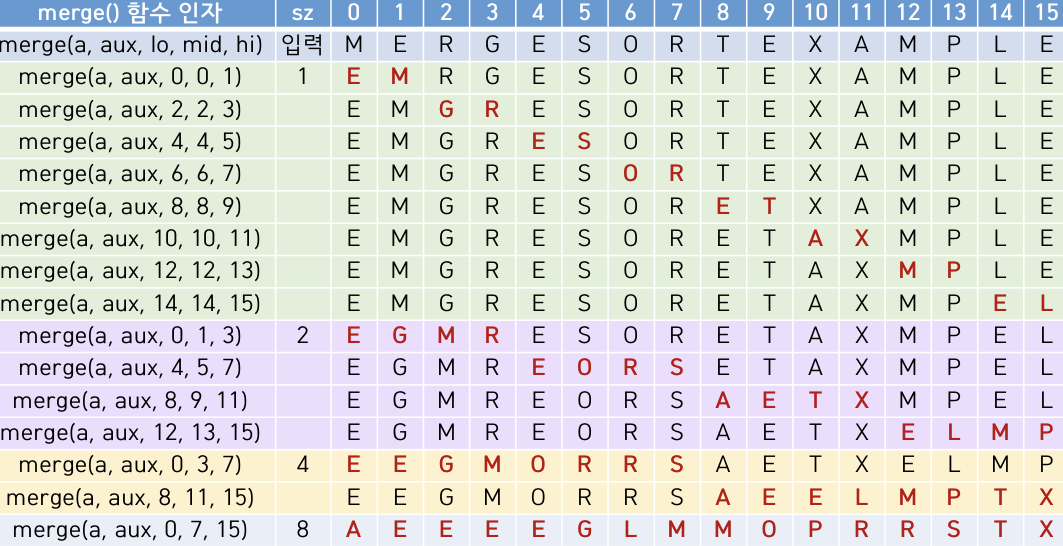 merge() 함수 인자 sz 0 1 2 3 4 5 6 7 8 9 10 11 12 13 14 15
merge(a, aux, lo, mid, hi) 입력 M E R G E S O R T E X A M P L E
merge(a, aux, 0, 0, 1) 1 E M R G E S O R T E X A M P L E
merge(a, aux, 2, 2, 3) E M G R E S O R T E X A M P L E
merge(a, aux, 4, 4, 5) E M G R E S O R T E X A M P L E
merge(a, aux, 6, 6, 7) E M G R E S O R T E X A M P L E
merge(a, aux, 8, 8, 9) E M G R E S O R E T X A M P L E
merge(a, aux, 10, 10, 11) E M G R E S O R E T A X M P L E
merge(a, aux, 12, 12, 13) E M G R E S O R E T A X M P L E
merge(a, aux, 14, 14, 15) E M G R E S O R E T A X M P E L
merge(a, aux, 0, 1, 3) 2 E G M R E S O R E T A X M P E L
merge(a, aux, 4, 5, 7) E G M R E O R S E T A X M P E L
merge(a, aux, 8, 9, 11) E G M R E O R S A E T X M P E L
merge(a, aux, 12, 13, 15) E G M R E O R S A E T X E L M P
merge(a, aux, 0, 3, 7) 4 E E G M O R R S A E T X E L M P
merge(a, aux, 8, 11, 15) E E G M O R R S A E E L M P T X
merge(a, aux, 0, 7, 15) 8 A E E E E G L M M O P R R S T X